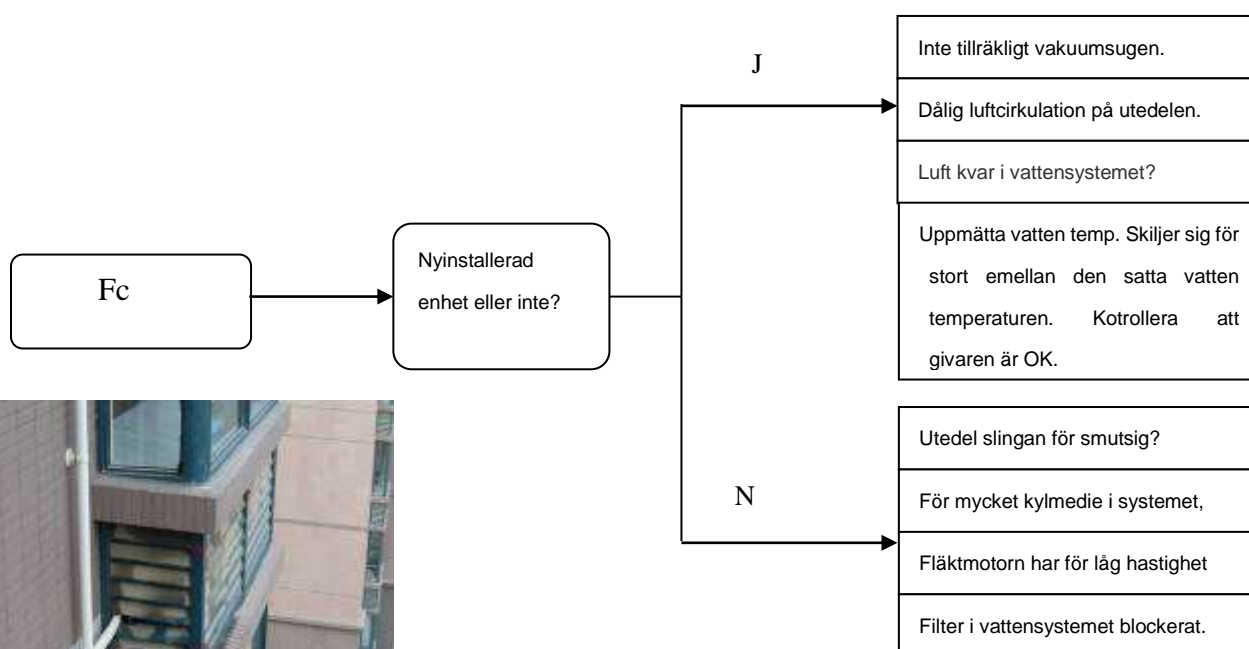 Fc
Nyinstallerad
enhet eller inte?
J
Inte tillräkligt vakuumsugen.
Dålig luftcirkulation på utedelen.
Luft kvar i vattensystemet?
Uppmätta vatten temp. Skiljer sig för
stort emellan den satta vatten
temperaturen. Kotrollera att
givaren är OK.
N
Utedel slingan för smutsig?
För mycket kylmedie i systemet,
Fläktmotorn har för låg hastighet
Filter i vattensystemet blockerat.